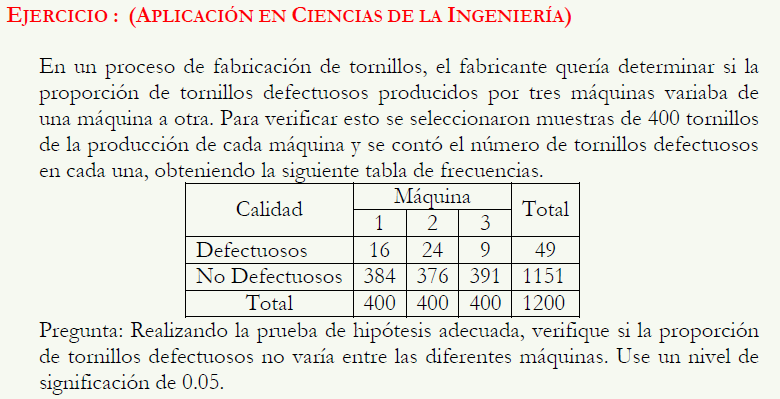 EJERCICIO : (APLICACIÓN EN CIENCIAS DE LA INGENIERÍA)
En un proceso de fabricación de tornillos, el fabricante quería determinar si la
proporción de tornillos defectuosos producidos por tres máquinas variaba de
una máquina a otra. Para verificar esto se seleccionaron muestras de 400 tornillos
de la producción de cada máquina y se contó el número de tornillos defectuosos
en cada una, obteniendo la siguiente tabla de frecuencias.
Calidad Máquina Total
1 2 3
Defectuosos 16 24 9 49
No Defectuosos 384 376 391 1151
Total 400 400 400 1200
Pregunta: Realizando la prueba de hipótesis adecuada, verifique si la proporción
de tornillos defectuosos no varía entre las diferentes máquinas. Use un nivel de
significación de 0.05.